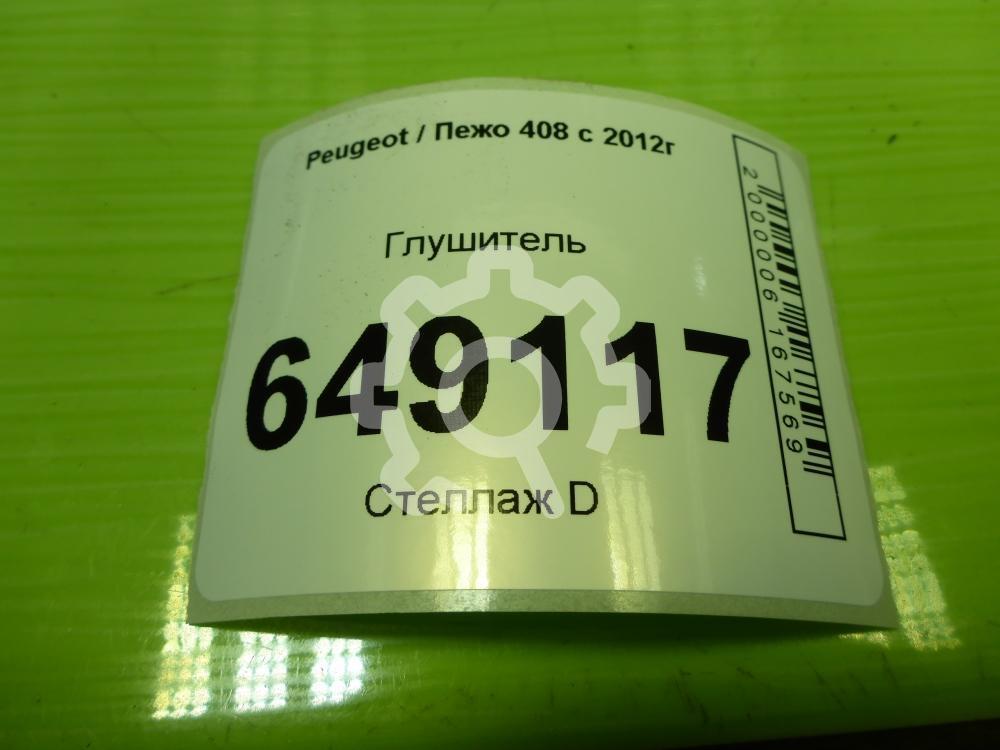 Peugeot / Пежо 408 с 2012г
Глушитель
649117
Стеллаж D
2000006167569